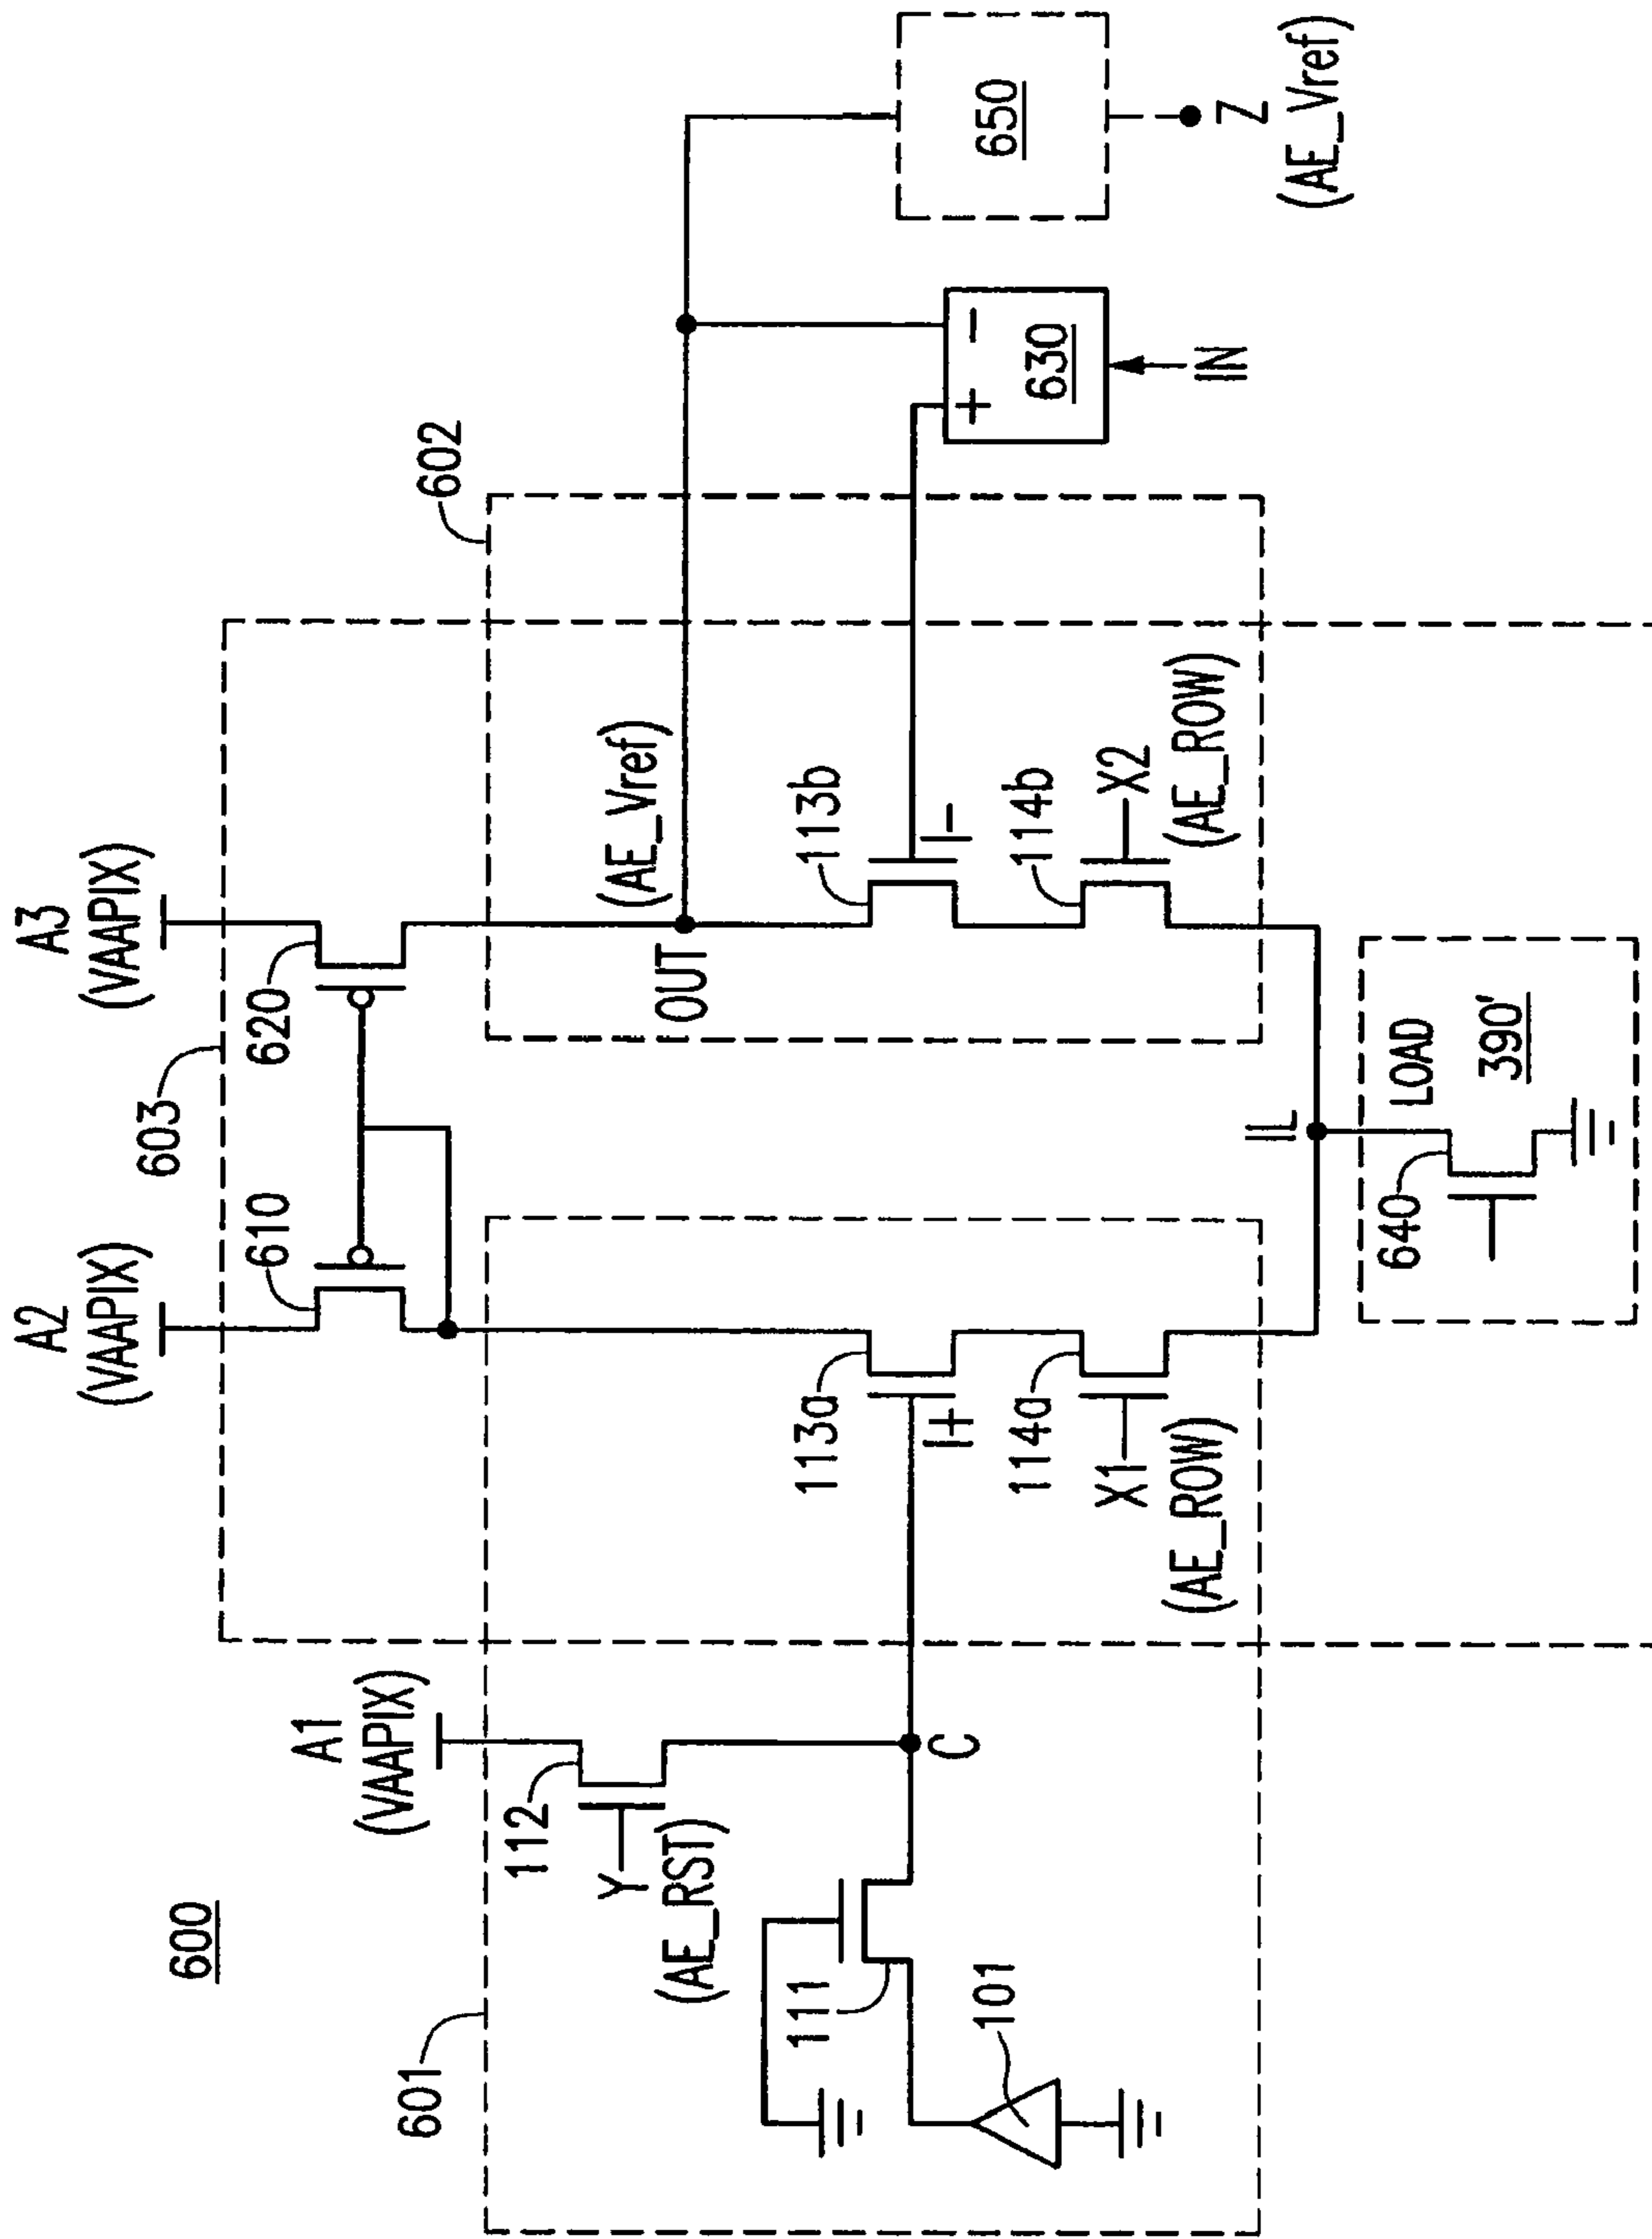 600
A1
(VAAPIX)
A2
(VAAPIX)
A3
(VAAPIX)
603
610
620
601
602
112
Y
(AE_RST)
111
101
C
113a
I+
114a
X1
(AE_ROW)
OUT
(AE_Vref)
113b
I-
114b
X2
(AE_ROW)
IL
LOAD
390'
640
+
-
630
IN
650
Z
(AE_Vref)